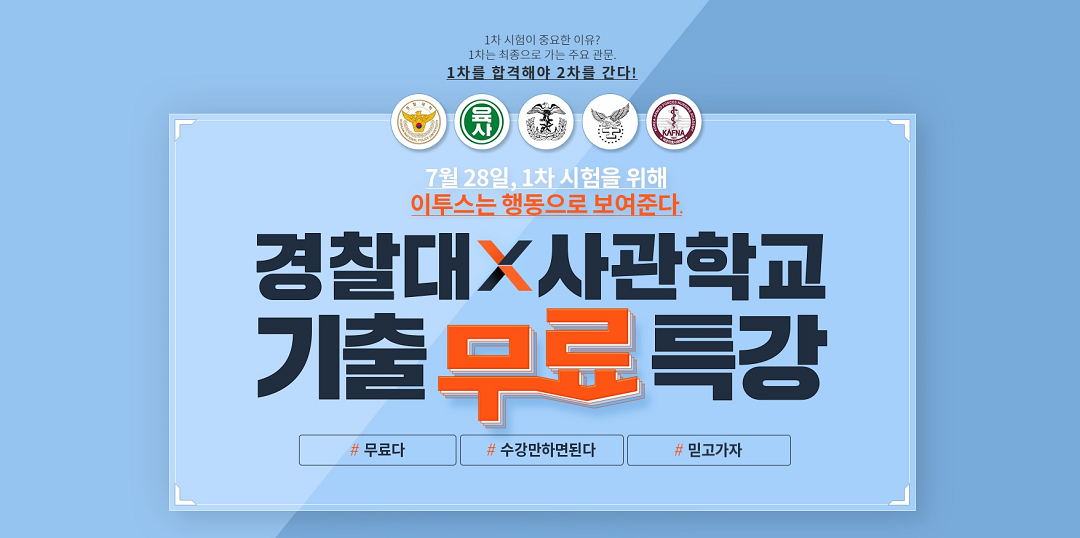 1차 시험이 중요한 이유?
1차는 최종으로 가는 주요 관문.
1차를 합격해야 2차를 간다!
육사
KAFNA
7월 28일, 1차 시험을 위해
이투스는 행동으로 보여준다.
경찰대X사관학교
기출 무료 특강
# 무료다
# 수강만하면된다
# 믿고가자